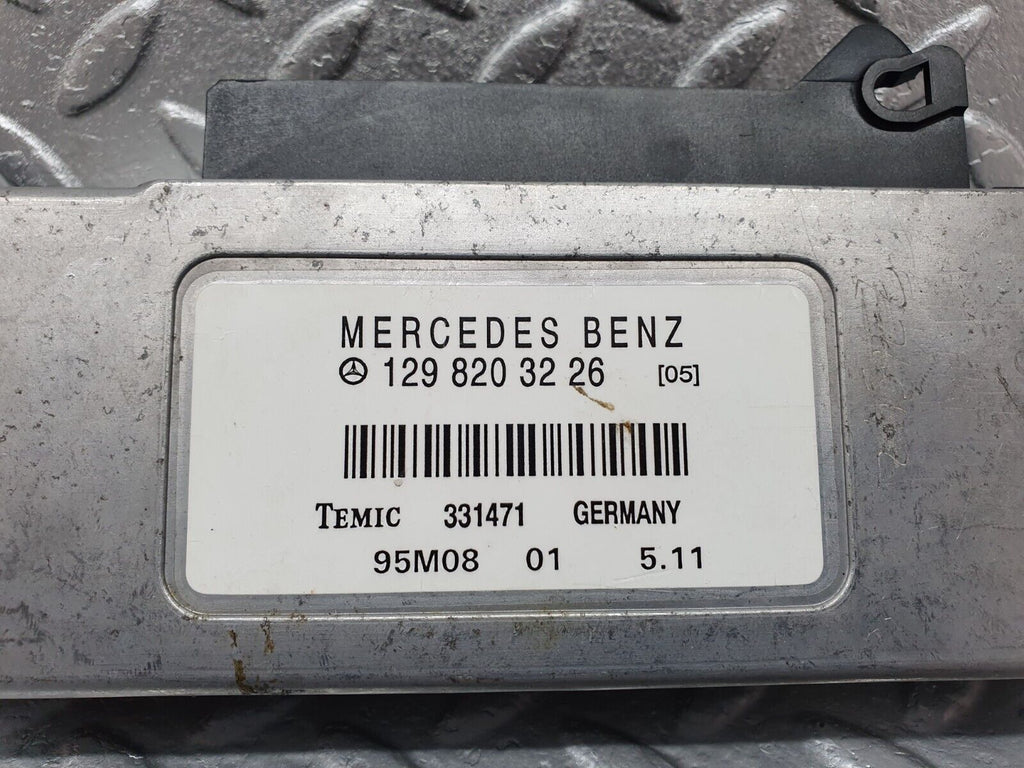 MERCEDES BENZ
129 820 32 26 [05]
TEMIC 331471 GERMANY
95M08 01 5.11